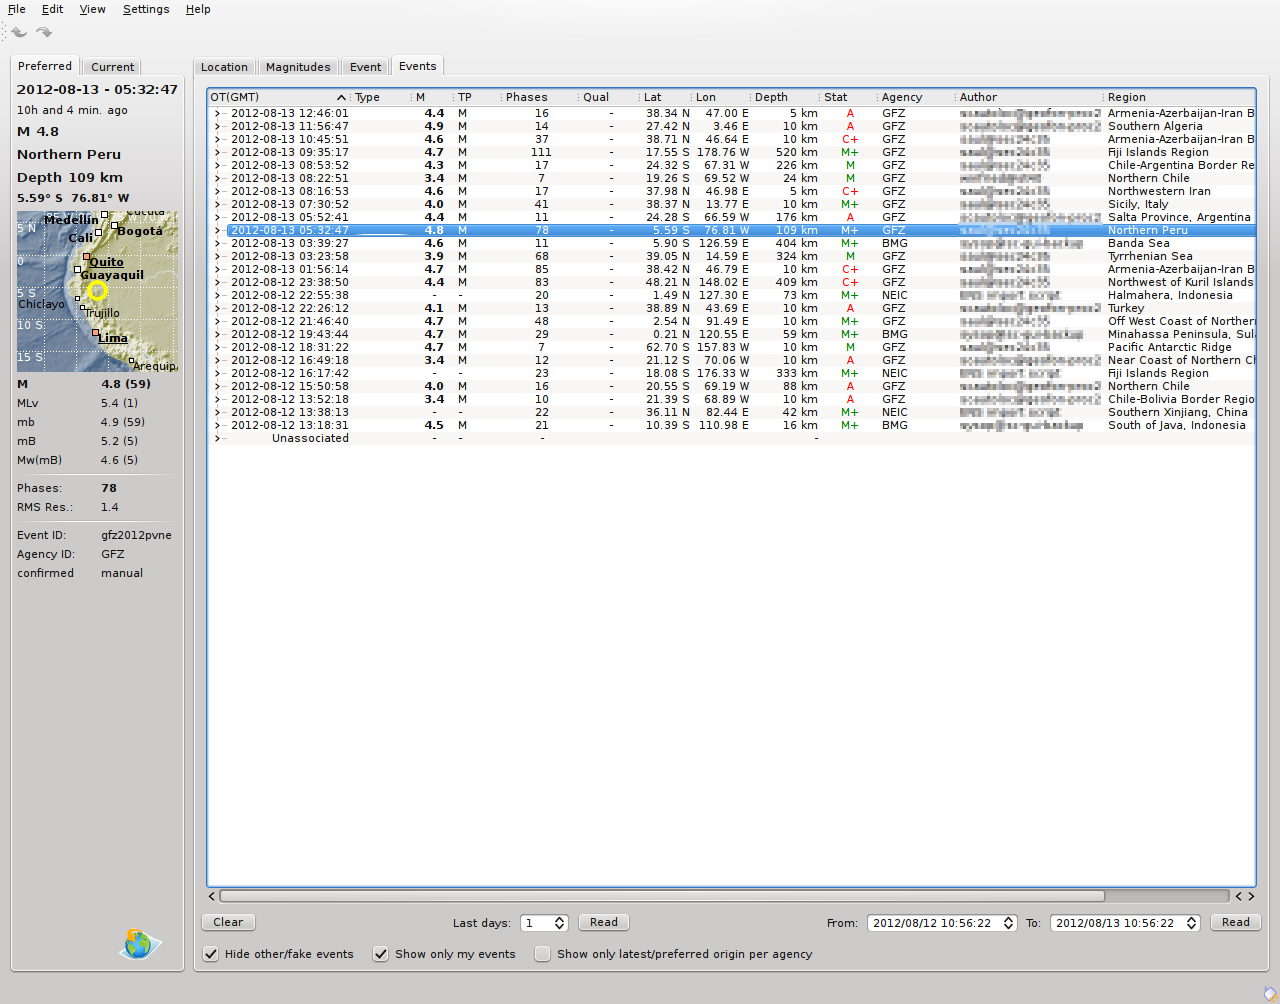 File Edit View Settings Help
Preferred Current
2012-08-13 - 05:32:47
10h and 4 min. ago
M 4.8
Northern Peru
Depth 109 km
5.59° S 76.81° W
Medellín
Cucuta
5 N
Cali
Bogotá
0
Quito
Guayaquil
5 S
Chiclayo
Trujillo
10 S
Lima
15 S
Arequip
M 4.8 (59)
MLv 5.4 (1)
mb 4.9 (59)
mB 5.2 (5)
Mw(mB) 4.6 (5)
Phases: 78
RMS Res.: 1.4
Event ID: gfz2012pvne
Agency ID: GFZ
confirmed manual
Location Magnitudes Event Events
OT(GMT) Type M TP Phases Qual Lat Lon Depth Stat Agency Author Region
2012-08-13 12:46:01 4.4 M 16 - 38.34 N 47.00 E 5 km A GFZ Armenia-Azerbaijan-Iran B
2012-08-13 11:56:47 4.9 M 14 - 27.42 N 3.46 E 10 km A GFZ Southern Algeria
2012-08-13 10:45:51 4.6 M 37 - 38.71 N 46.64 E 10 km C+ GFZ Armenia-Azerbaijan-Iran B
2012-08-13 09:35:17 4.7 M 111 - 17.55 S 178.76 W 520 km M+ GFZ Fiji Islands Region
2012-08-13 08:53:52 4.3 M 17 - 24.32 S 67.31 W 226 km M GFZ Chile-Argentina Border Re
2012-08-13 08:22:51 3.4 M 7 - 19.26 S 69.52 W 24 km M GFZ Northern Chile
2012-08-13 08:16:53 4.6 M 17 - 37.98 N 46.98 E 5 km C+ GFZ Northwestern Iran
2012-08-13 07:30:52 4.0 M 41 - 38.37 N 13.77 E 10 km M GFZ Sicily, Italy
2012-08-13 05:52:41 4.4 M 11 - 24.28 S 66.59 W 176 km A GFZ Salta Province, Argentina
2012-08-13 05:32:47 4.8 M 78 - 5.59 S 76.81 W 109 km M+ GFZ Northern Peru
2012-08-13 03:39:27 4.6 M 11 - 5.90 S 126.59 E 404 km M+ BMG Banda Sea
2012-08-13 03:23:58 3.9 M 68 - 39.05 N 14.59 E 324 km M GFZ Tyrrhenian Sea
2012-08-13 01:56:14 4.7 M 85 - 38.42 N 46.79 E 10 km C+ GFZ Armenia-Azerbaijan-Iran B
2012-08-12 23:38:50 4.4 M 83 - 48.21 N 148.02 E 409 km C+ GFZ Northwest of Kuril Islands
2012-08-12 22:55:38 - - 20 - 1.49 N 127.30 E 73 km M+ NEIC Halmahera, Indonesia
2012-08-12 22:26:12 4.1 M 13 - 38.89 N 43.69 E 10 km A GFZ Turkey
2012-08-12 21:46:40 4.7 M 48 - 2.54 N 91.49 E 10 km M+ GFZ Off West Coast of Northern
2012-08-12 19:43:44 4.7 M 29 - 0.21 N 120.55 E 59 km M+ BMG Minahassa Peninsula, Sul
2012-08-12 18:31:22 4.7 M 7 - 62.70 S 157.83 W 10 km M GFZ Pacific Antarctic Ridge
2012-08-12 16:49:18 3.4 M 12 - 21.12 S 70.06 W 10 km A GFZ Near Coast of Northern Ch
2012-08-12 16:17:42 - - 23 - 18.08 S 176.33 W 333 km M+ NEIC Fiji Islands Region
2012-08-12 15:50:58 4.0 M 16 - 20.55 S 69.19 W 88 km A GFZ Northern Chile
2012-08-12 13:52:18 3.4 M 10 - 21.39 S 68.89 W 10 km A GFZ Chile-Bolivia Border Regio
2012-08-12 13:38:13 - - 22 - 36.11 N 82.44 E 42 km M+ NEIC Southern Xinjiang, China
2012-08-12 13:18:31 4.5 M 21 - 10.39 S 110.98 E 16 km M+ BMG South of Java, Indonesia
Unassociated - - - -
Clear Last days: 1 Read From: 2012/08/12 10:56:22 To: 2012/08/13 10:56:22 Read
Hide other/fake events Show only my events Show only latest/preferred origin per agency